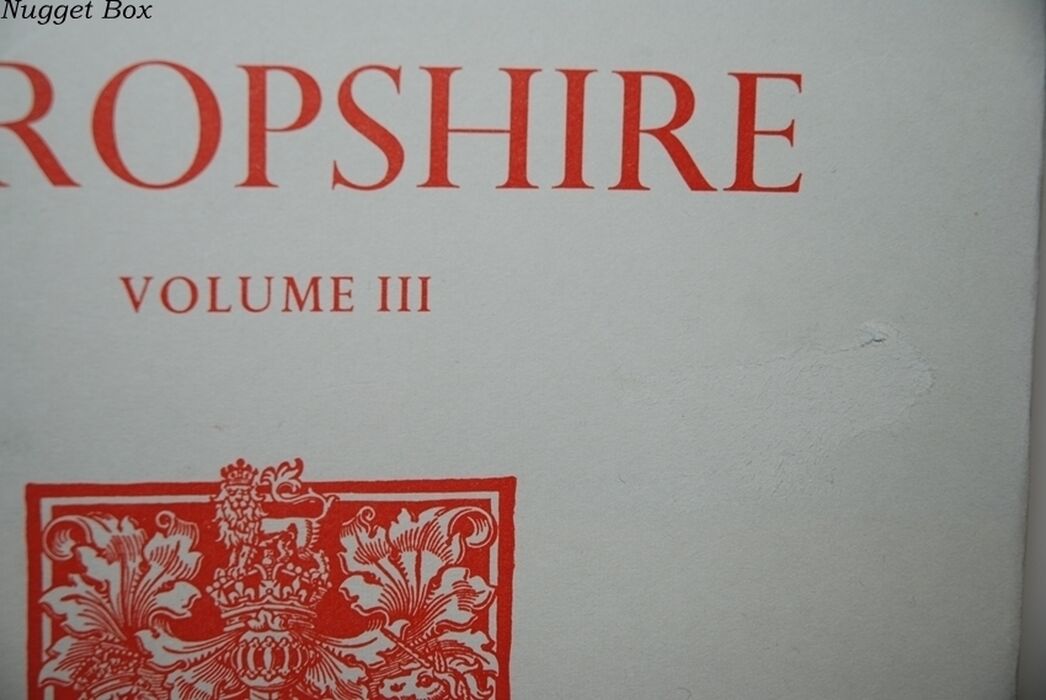 Nugget Box
ROPSHIRE
VOLUME III